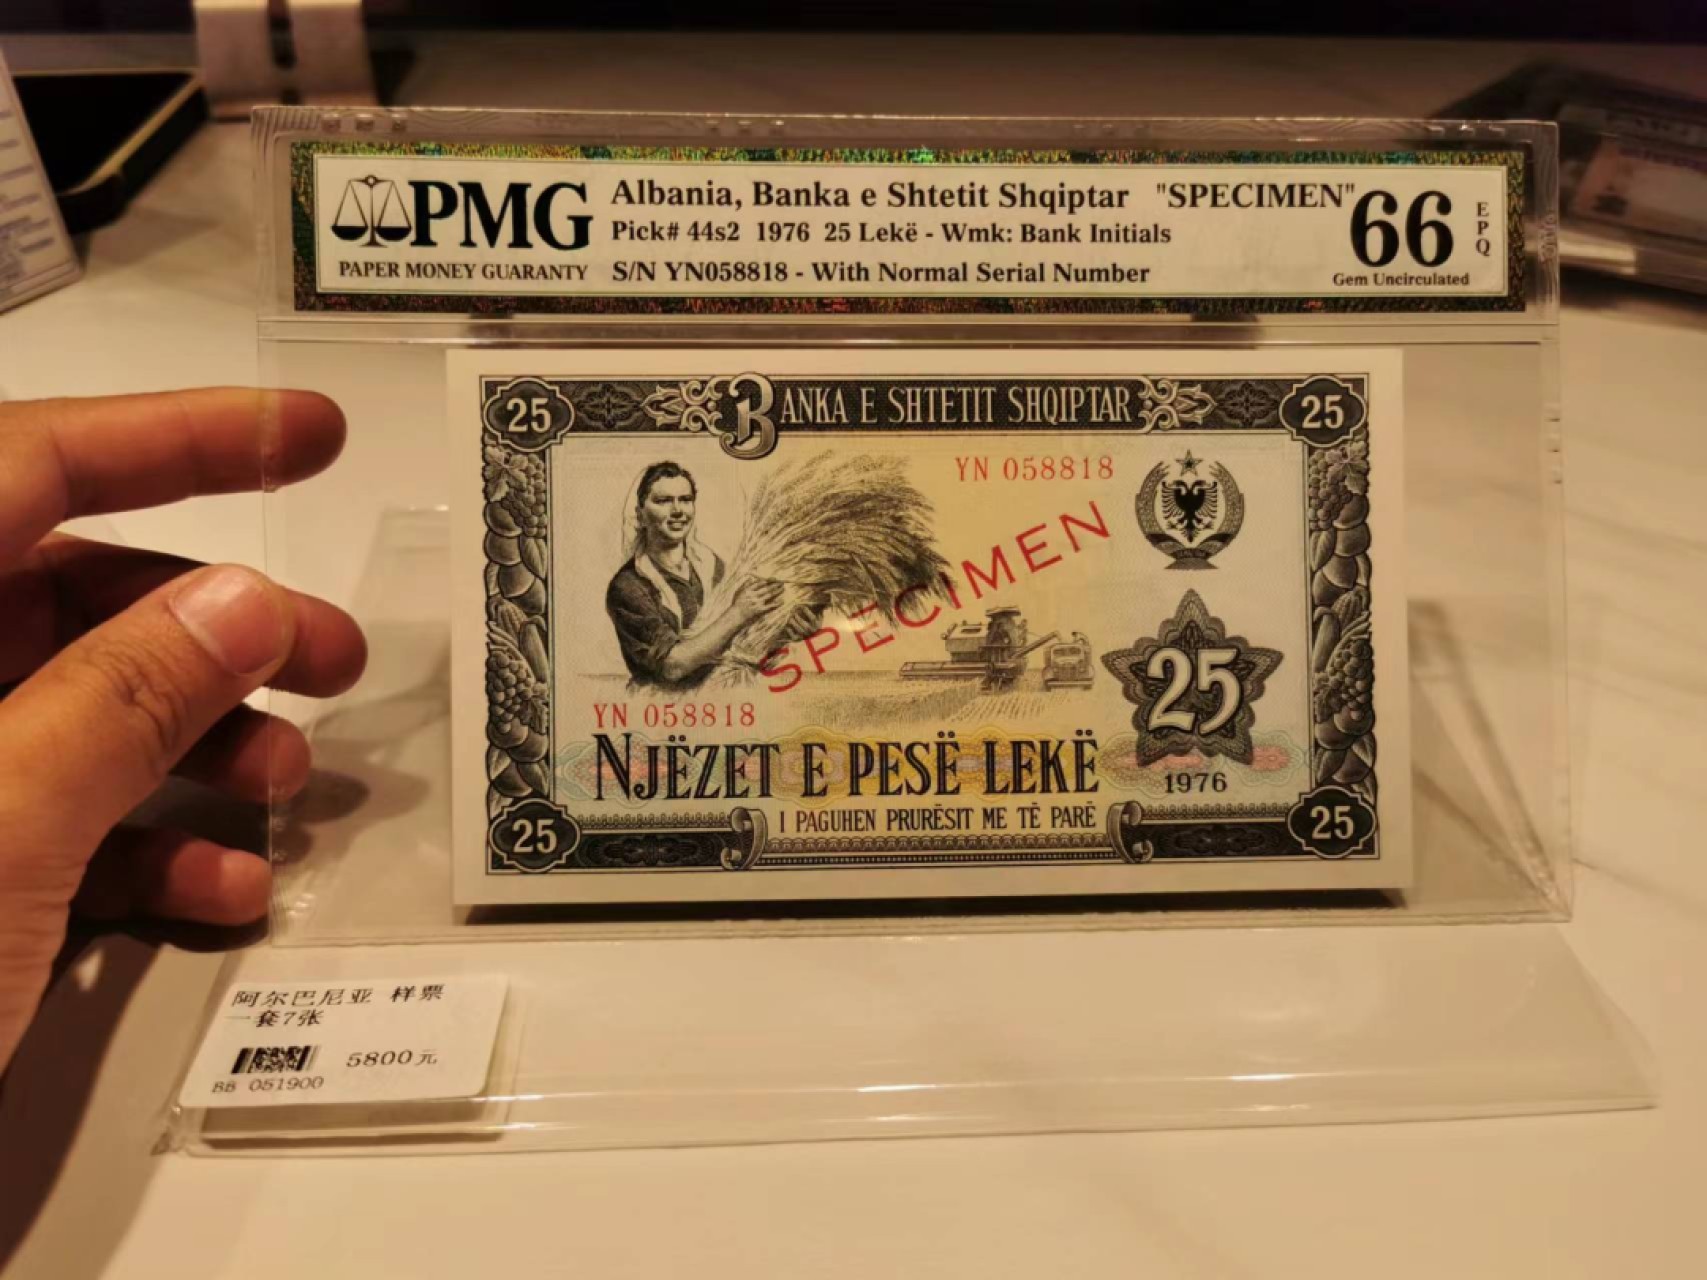 PMG
PAPER MONEY GUARANTY
Albania, Banka e Shtetit Shqiptar "SPECIMEN"
Pick# 44s2 1976 25 Lekë - Wmk: Bank Initials
S/N YN058818 - With Normal Serial Number
66
EPQ
Gem Uncirculated
25
BANKA E SHTETIT SHQIPTAR
25
YN 058818
SPECIMEN
25
YN 058818
NJËZET E PESË LEKË
1976
25
I PAGUHEN PRURËSIT ME TË PARË
25
阿尔巴尼亚 样票
一套7张
5800元
BB 051900